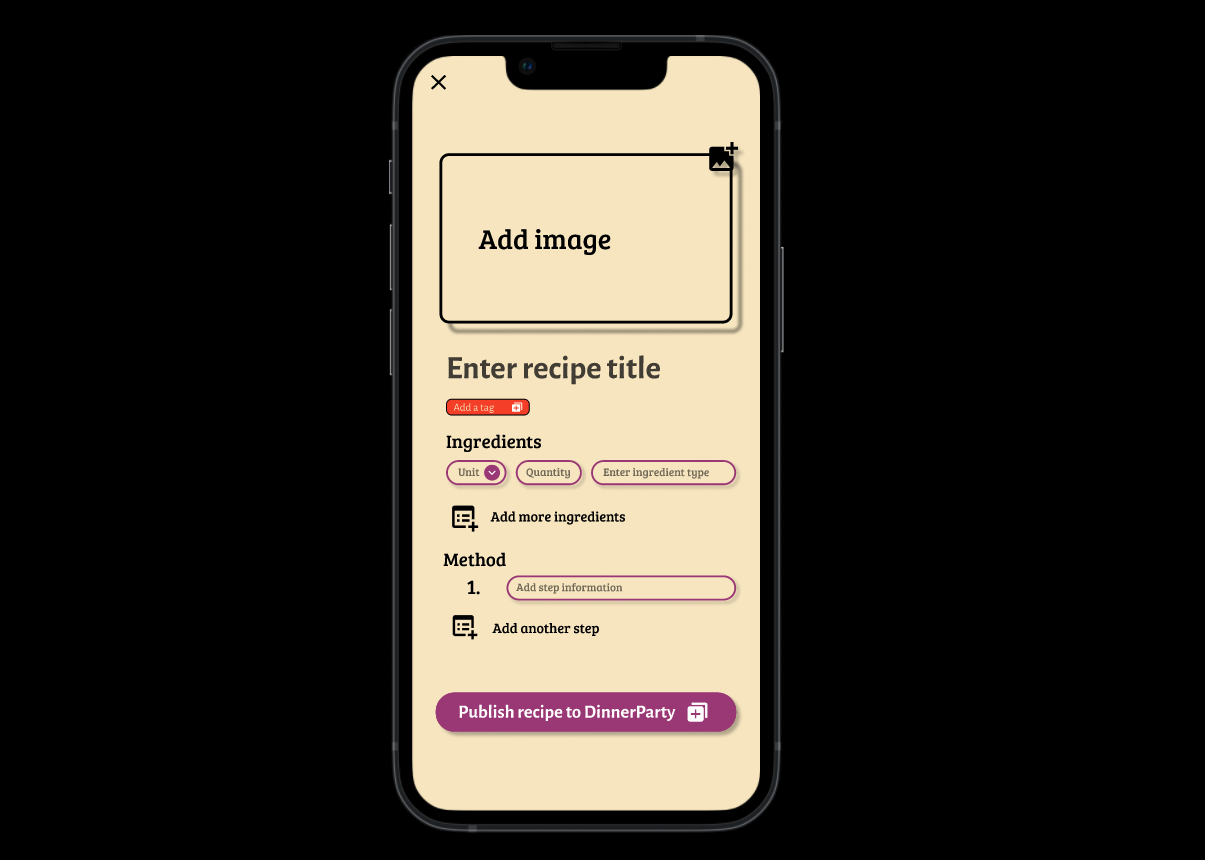 Add image
Enter recipe title
Add a tag
Ingredients
Unit Quantity Enter ingredient type
Add more ingredients
Method
1. Add step information
Add another step
Publish recipe to DinnerParty